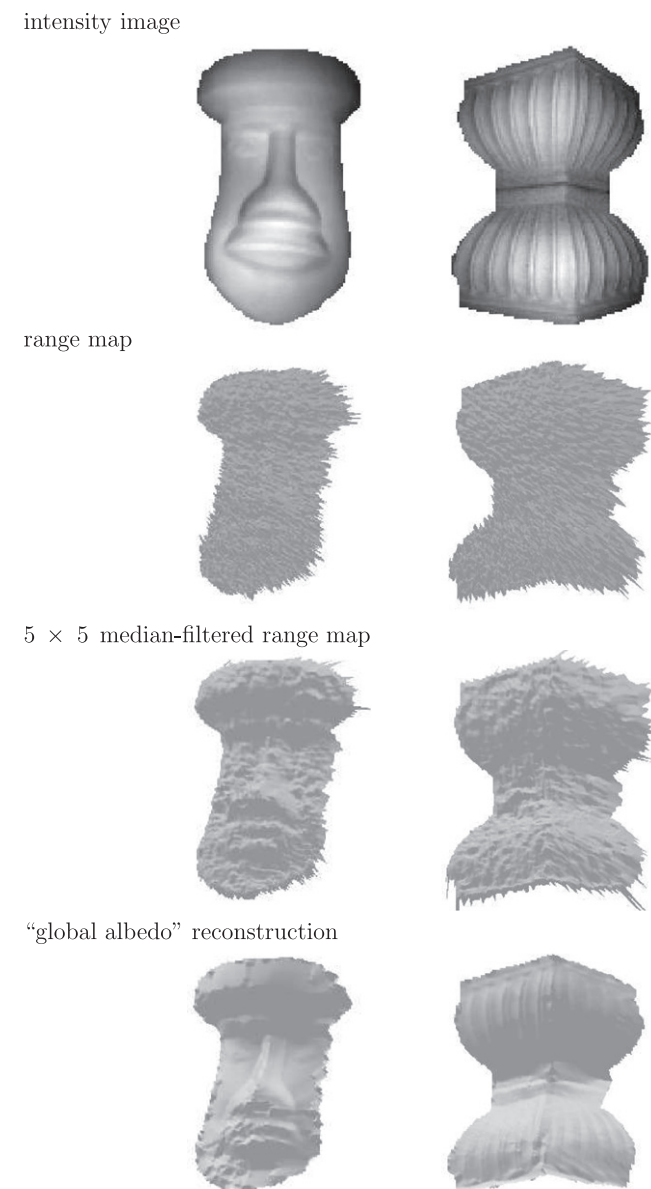 intensity image
range map
5 × 5 median-filtered range map
“global albedo” reconstruction